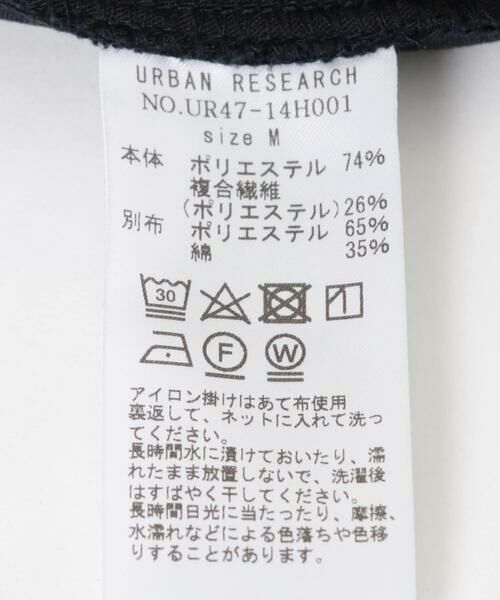 URBAN RESEARCH
NO.UR47-14H001
size M
本体 ポリエステル 74%
複合繊維
(ポリエステル)26%
別布 ポリエステル 65%
綿 35%
30
F W
アイロン掛けはあて布使用
裏返して、ネットに入れて洗っ
てください。
長時間水に漬けておいたり、濡
れたまま放置しないで、洗濯後
はすばやく干してください。
長時間日光に当たったり、摩擦、
水濡れなどによる色落ちや色移
りすることがあります。